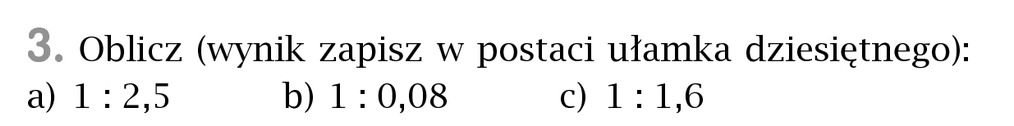 3. Oblicz (wynik zapisz w postaci ułamka dziesiętnego):
a) 1 : 2,5 b) 1 : 0,08 c) 1 : 1,6